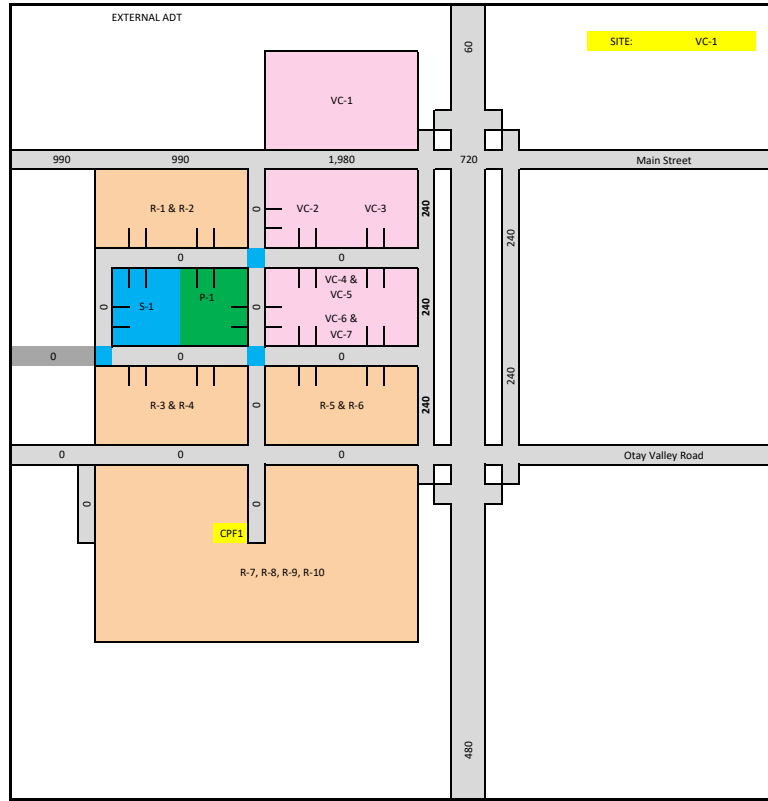 EXTERNAL ADT
60
SITE: VC-1
VC-1
990 990 1,980 720 Main Street
R-1 & R-2 0 VC-2 VC-3 240
240
0 0
VC-4 &
VC-5
S-1 P-1
0 0 240
VC-6 &
VC-7
0 0 0
240
R-3 & R-4 0 R-5 & R-6 240
0 0 0 Otay Valley Road
0 0
CPF1
R-7, R-8, R-9, R-10
480